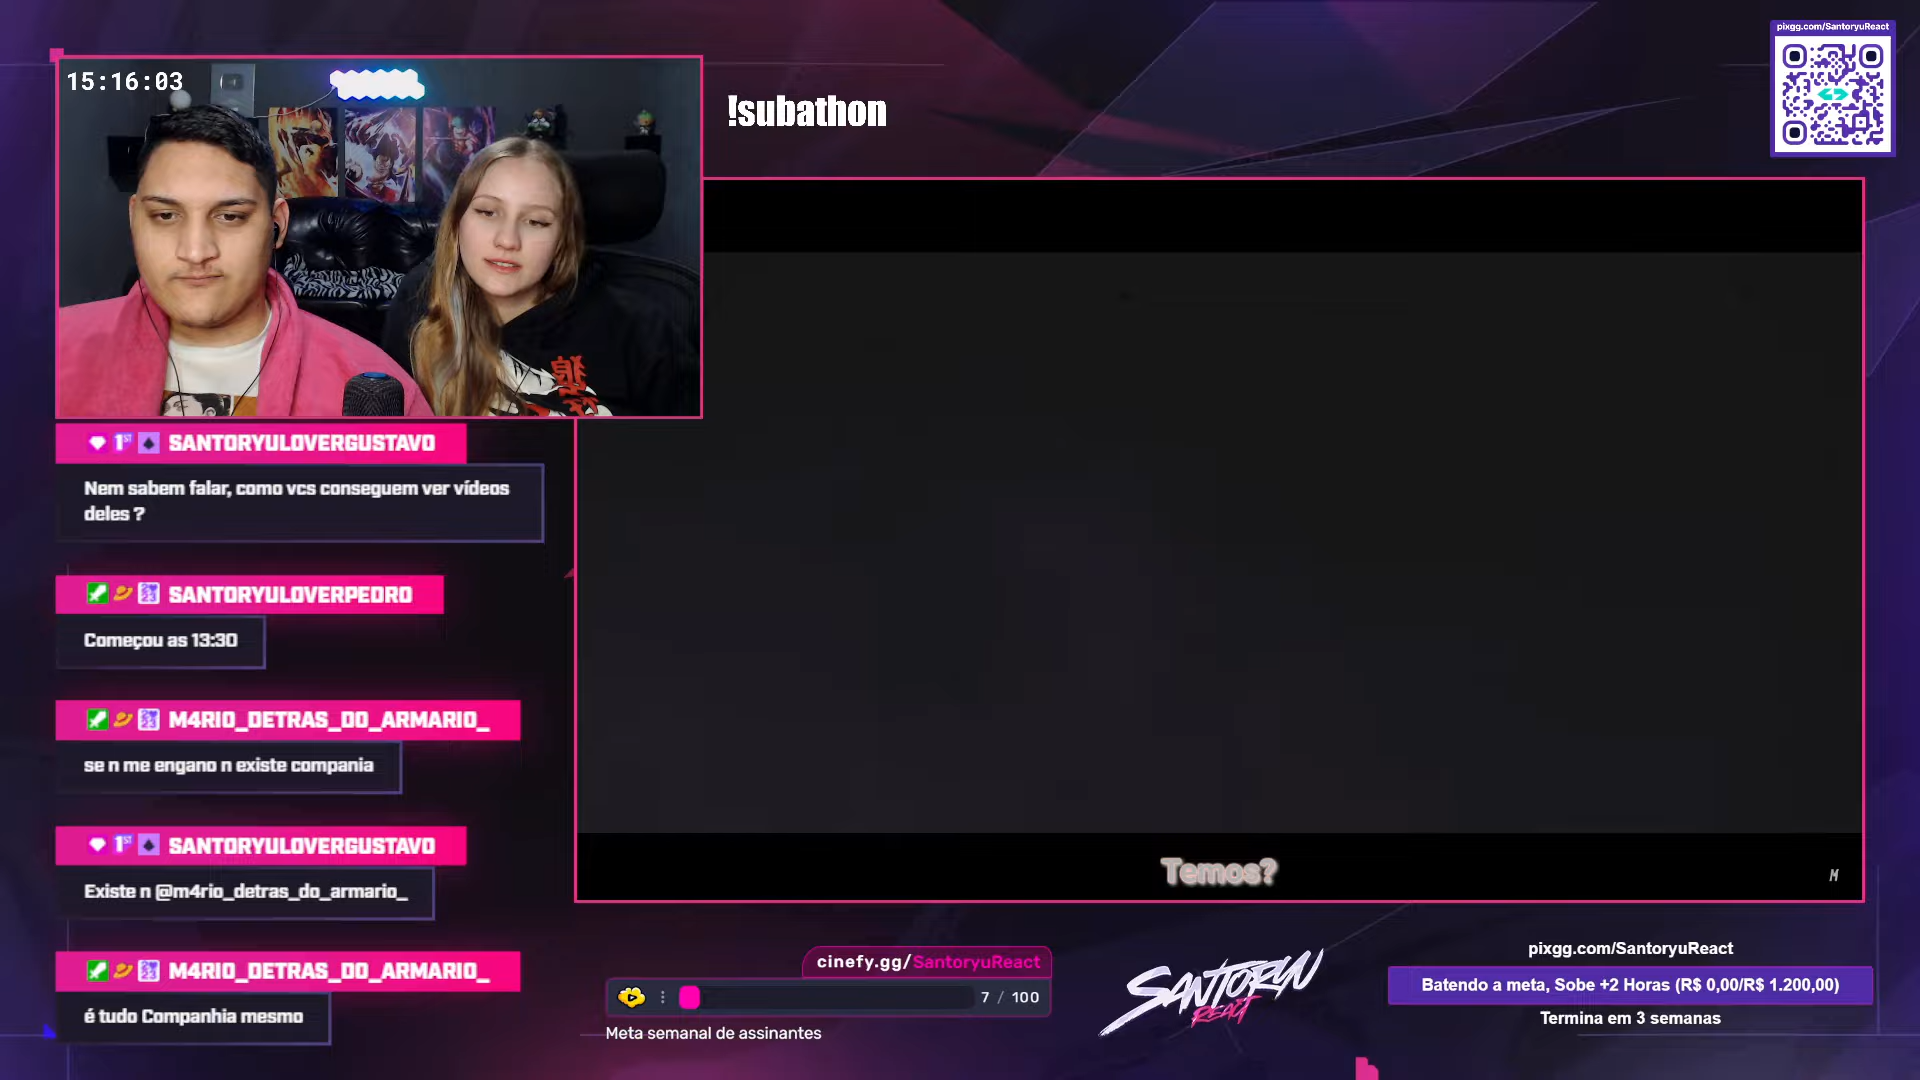 pixgg.com/SantoryuReact
15:16:03
!subathon
1ST SANTORYULOVERGUSTAVO
Nem sabem falar, como vcs conseguem ver vídeos
deles ?
SANTORYULOVERPEDRO
Começou as 13:30
M4RIO_DETRAS_DO_ARMARIO_
se n me engano n existe compania
1ST SANTORYULOVERGUSTAVO
Existe n @m4rio_detras_do_armario_
M4RIO_DETRAS_DO_ARMARIO_
é tudo Companhia mesmo
Temos?
M
cinefy.gg/SantoryuReact
7 / 100
Meta semanal de assinantes
SANTORYU
REACT
pixgg.com/SantoryuReact
Batendo a meta, Sobe +2 Horas (R$ 0,00/R$ 1.200,00)
Termina em 3 semanas